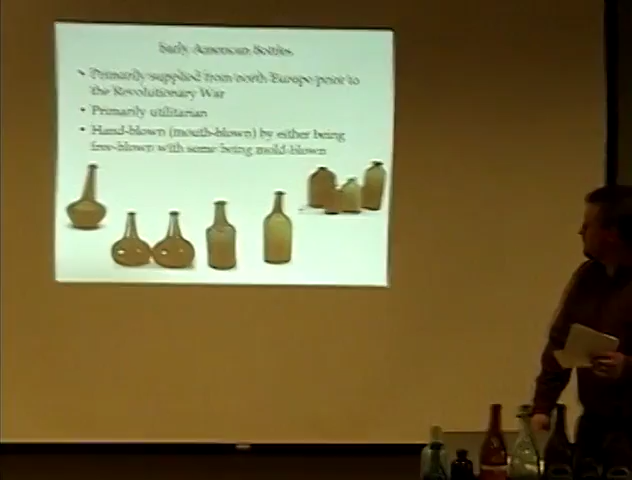 Early American Bottles
• Primarily supplied from north Europe prior to
the Revolutionary War
• Primarily utilitarian
• Hand-blown (mouth-blown) by either being
free-blown with some being mold-blown